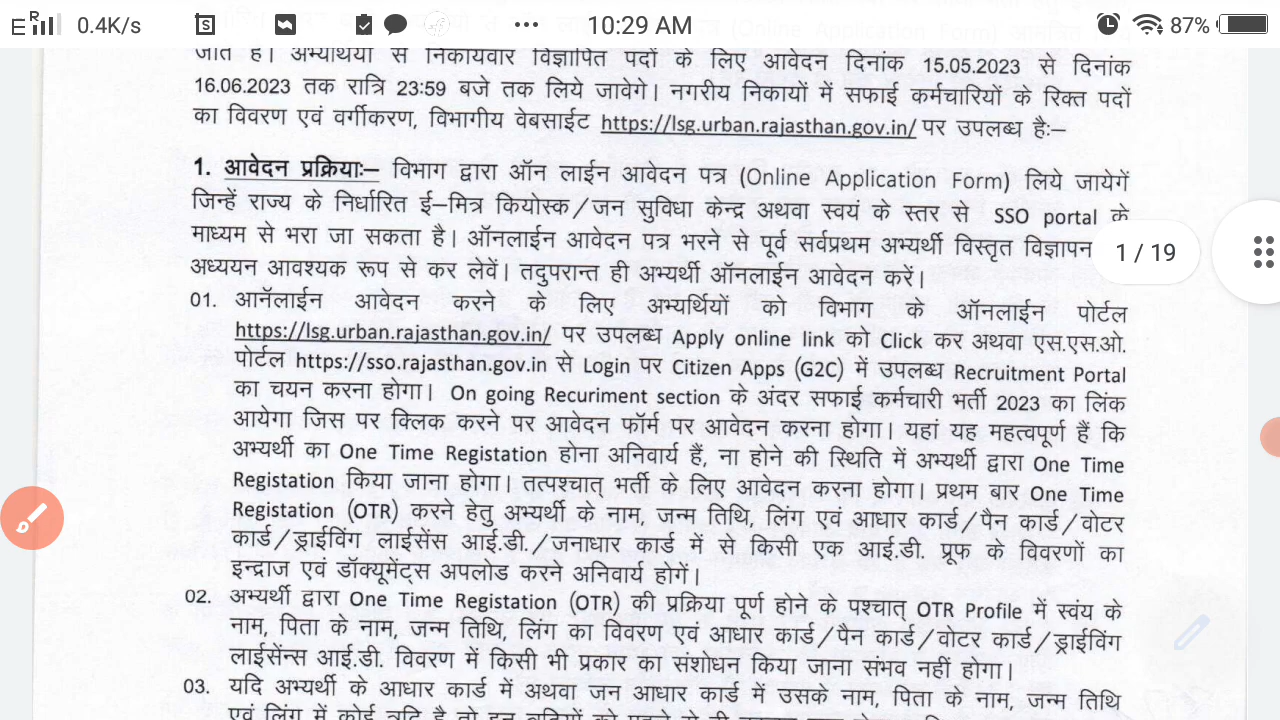 0.4K/s 10:29 AM 87%
जाते है। अभ्यर्थियों से निकायवार विज्ञापित पदों के लिए आवेदन दिनांक 15.05.2023 से दिनांक
16.06.2023 तक रात्रि 23:59 बजे तक लिये जावेगे। नगरीय निकायों में सफाई कर्मचारियों के रिक्त पदों
का विवरण एवं वर्गीकरण, विभागीय वेबसाईट https://lsg.urban.rajasthan.gov.in/ पर उपलब्ध है:–
1. आवेदन प्रक्रियाः– विभाग द्वारा ऑन लाईन आवेदन पत्र (Online Application Form) लिये जायेगें
जिन्हें राज्य के निर्धारित ई–मित्र कियोस्क/जन सुविधा केन्द्र अथवा स्वयं के स्तर से SSO portal के
माध्यम से भरा जा सकता है। ऑनलाईन आवेदन पत्र भरने से पूर्व सर्वप्रथम अभ्यर्थी विस्तृत विज्ञापन
1 / 19
अध्ययन आवश्यक रूप से कर लेवें। तदुपरान्त ही अभ्यर्थी ऑनलाईन आवेदन करें।
01. आनॅलाईन आवेदन करने के लिए अभ्यर्थियों को विभाग के ऑनलाईन पोर्टल
https://lsg.urban.rajasthan.gov.in/ पर उपलब्ध Apply online link को Click कर अथवा एस.एस.ओ.
पोर्टल https://sso.rajasthan.gov.in से Login पर Citizen Apps (G2C) में उपलब्ध Recruitment Portal
का चयन करना होगा। On going Recuriment section के अंदर सफाई कर्मचारी भर्ती 2023 का लिंक
आयेगा जिस पर क्लिक करने पर आवेदन फॉर्म पर आवेदन करना होगा। यहां यह महत्वपूर्ण हैं कि
अभ्यर्थी का One Time Registation होना अनिवार्य हैं, ना होने की स्थिति में अभ्यर्थी द्वारा One Time
Registation किया जाना होगा। तत्पश्चात् भर्ती के लिए आवेदन करना होगा। प्रथम बार One Time
Registation (OTR) करने हेतु अभ्यर्थी के नाम, जन्म तिथि, लिंग एवं आधार कार्ड/पैन कार्ड/वोटर
कार्ड/ड्राईविंग लाईसेंस आई.डी./जनाधार कार्ड में से किसी एक आई.डी. प्रूफ के विवरणों का
इन्द्राज एवं डॉक्यूमेंट्स अपलोड करने अनिवार्य होगें।
02. अभ्यर्थी द्वारा One Time Registation (OTR) की प्रक्रिया पूर्ण होने के पश्चात् OTR Profile में स्वंय के
नाम, पिता के नाम, जन्म तिथि, लिंग का विवरण एवं आधार कार्ड/पैन कार्ड/वोटर कार्ड/ड्राईविंग
लाईसेंन्स आई.डी. विवरण में किसी भी प्रकार का संशोधन किया जाना संभव नहीं होगा।
03. यदि अभ्यर्थी के आधार कार्ड में अथवा जन आधार कार्ड में उसके नाम, पिता के नाम, जन्म तिथि
एवं लिंग में कोई त्रुटि है तो इन त्रुटियों को पहले से ही